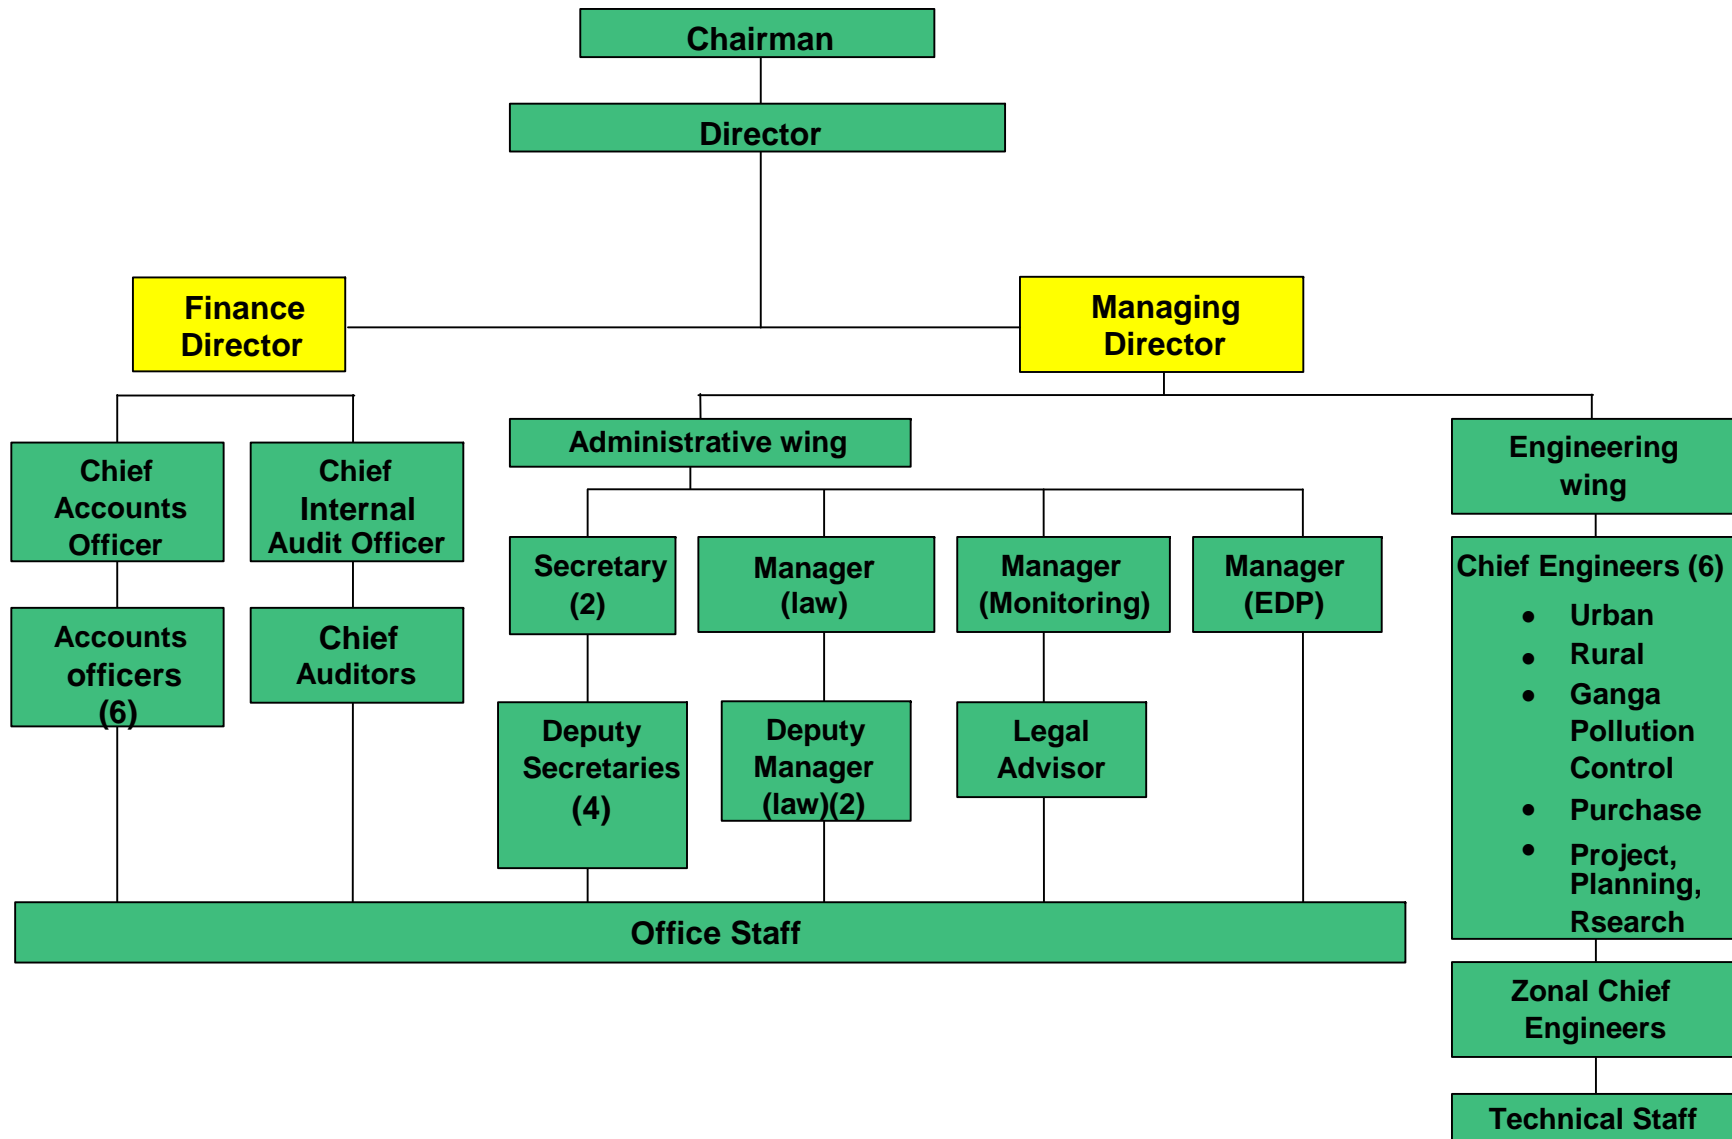 Chairman
Director
Finance
Director
Managing
Director
Chief
Accounts
Officer
Chief
Internal
Audit Officer
Accounts
officers
(6)
Chief
Auditors
Administrative wing
Secretary
(2)
Manager
(law)
Manager
(Monitoring)
Manager
(EDP)
Deputy
Secretaries
(4)
Deputy
Manager
(law)(2)
Legal
Advisor
Office Staff
Engineering
wing
Chief Engineers (6)
• Urban
• Rural
• Ganga
Pollution
Control
• Purchase
• Project,
Planning,
Rsearch
Zonal Chief
Engineers
Technical Staff